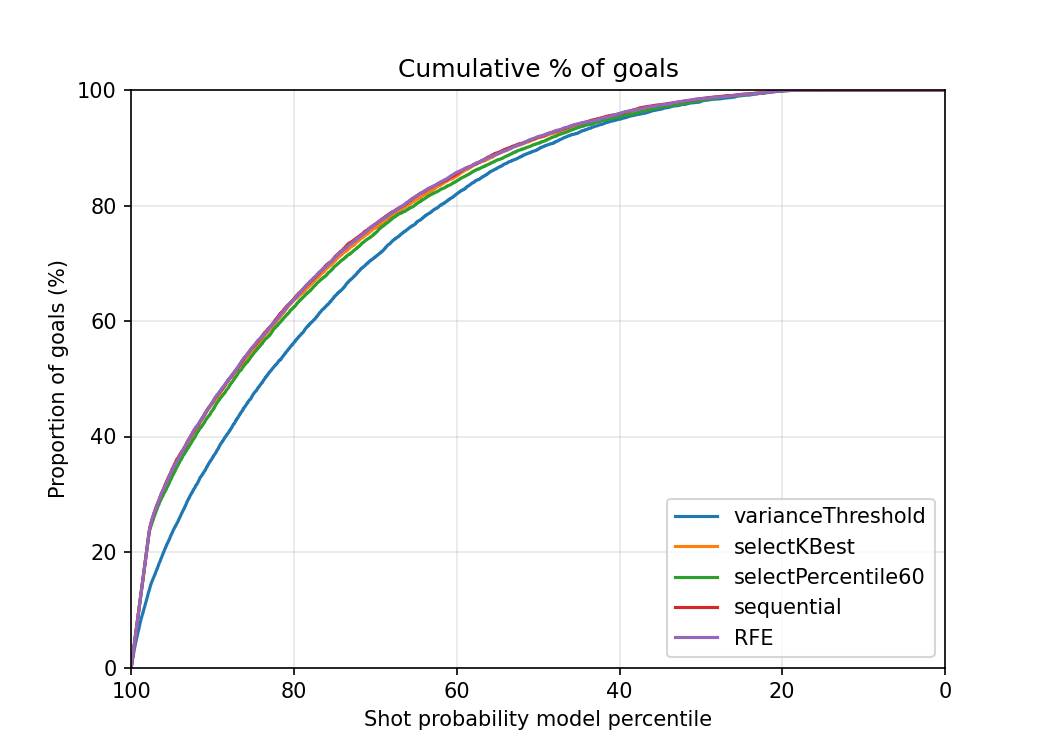 Cumulative % of goals
Proportion of goals (%)
100
80
60
40
20
0
100 80 60 40 20 0
Shot probability model percentile
varianceThreshold
selectKBest
selectPercentile60
sequential
RFE